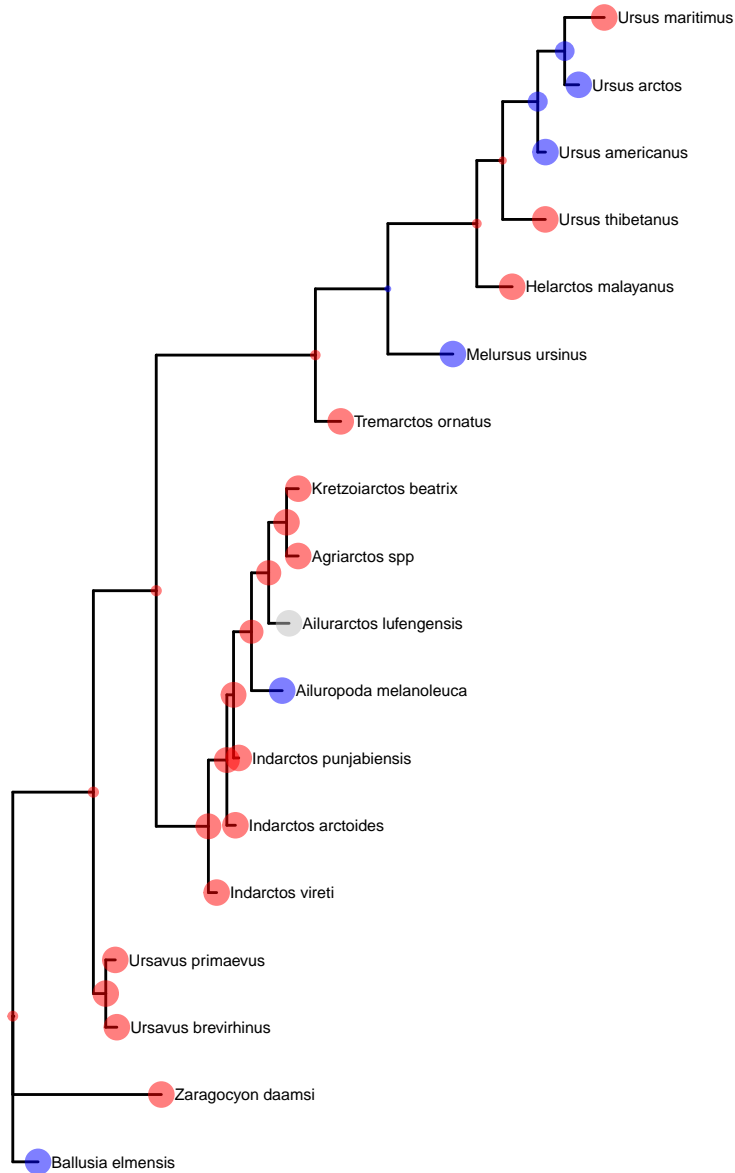 Ursus maritimus
Ursus arctos
Ursus americanus
Ursus thibetanus
Helarctos malayanus
Melursus ursinus
Tremarctos ornatus
Kretzoiarctos beatrix
Agriarctos spp
Ailurarctos lufengensis
Ailuropoda melanoleuca
Indarctos punjabiensis
Indarctos arctoides
Indarctos vireti
Ursavus primaevus
Ursavus brevirhinus
Zaragocyon daamsi
Ballusia elmensis